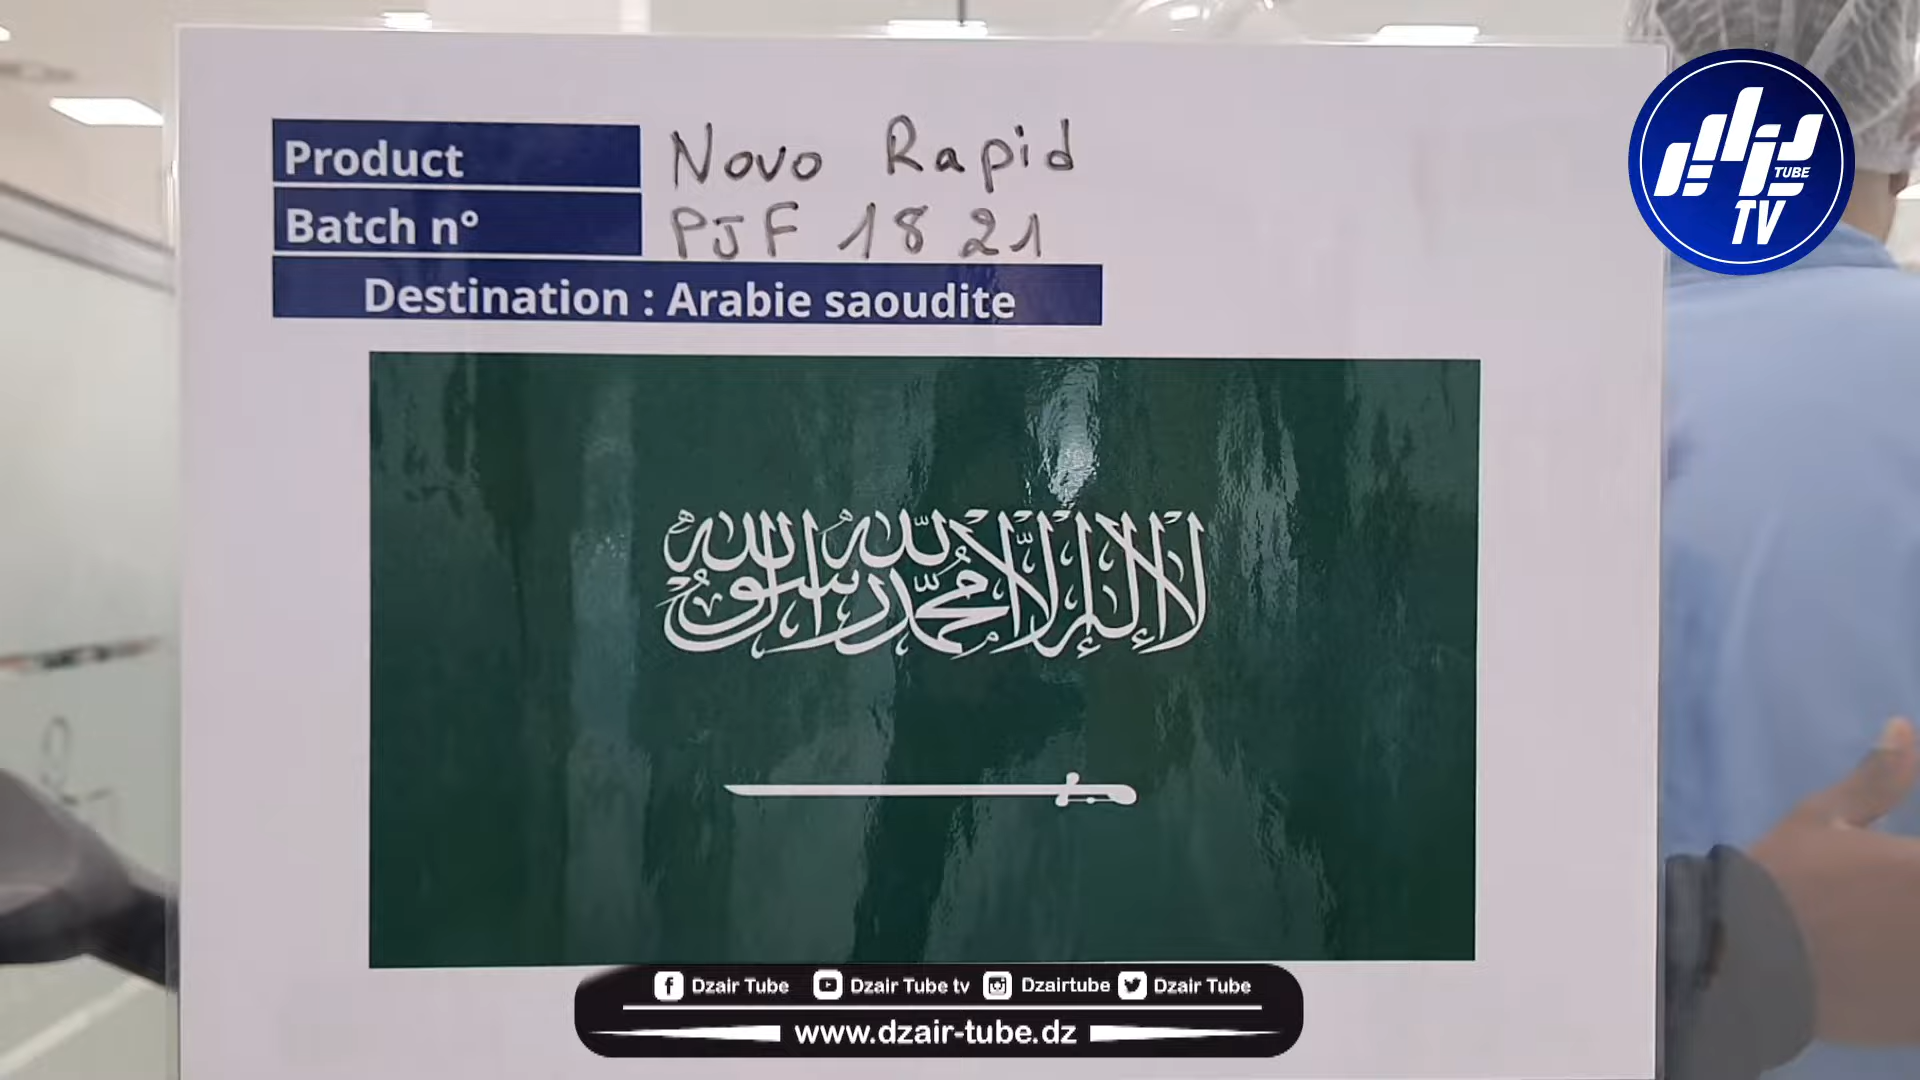 Product Novo Rapid
Batch n° PJF 1821
Destination : Arabie saoudite
لا إله إلا الله محمد رسول الله
TUBE
TV
Dzair Tube Dzair Tube tv Dzairtube Dzair Tube
www.dzair-tube.dz